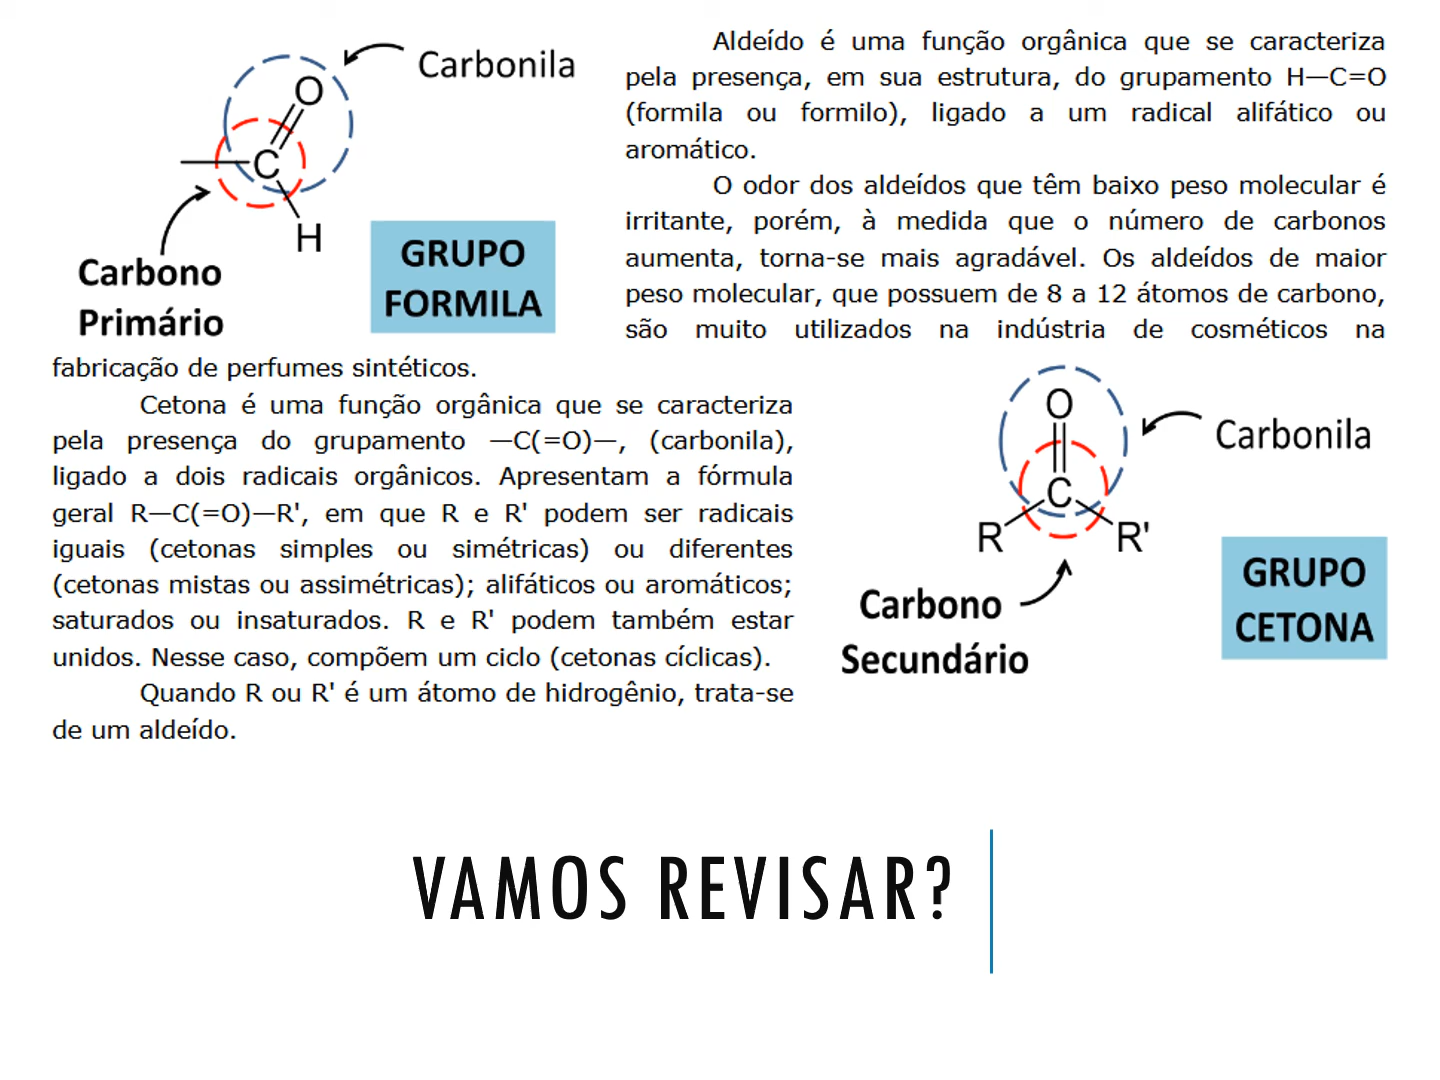 Carbonila
O
C
H
Carbono
Primário
GRUPO
FORMILA
Aldeído é uma função orgânica que se caracteriza
pela presença, em sua estrutura, do grupamento H—C=O
(formila ou formilo), ligado a um radical alifático ou
aromático.
O odor dos aldeídos que têm baixo peso molecular é
irritante, porém, à medida que o número de carbonos
aumenta, torna-se mais agradável. Os aldeídos de maior
peso molecular, que possuem de 8 a 12 átomos de carbono,
são muito utilizados na indústria de cosméticos na
fabricação de perfumes sintéticos.
Cetona é uma função orgânica que se caracteriza
pela presença do grupamento —C(=O)—, (carbonila),
ligado a dois radicais orgânicos. Apresentam a fórmula
geral R—C(=O)—R', em que R e R' podem ser radicais
iguais (cetonas simples ou simétricas) ou diferentes
(cetonas mistas ou assimétricas); alifáticos ou aromáticos;
saturados ou insaturados. R e R' podem também estar
unidos. Nesse caso, compõem um ciclo (cetonas cíclicas).
Quando R ou R' é um átomo de hidrogênio, trata-se
de um aldeído.
O
Carbonila
C
R R'
Carbono
Secundário
GRUPO
CETONA
VAMOS REVISAR?